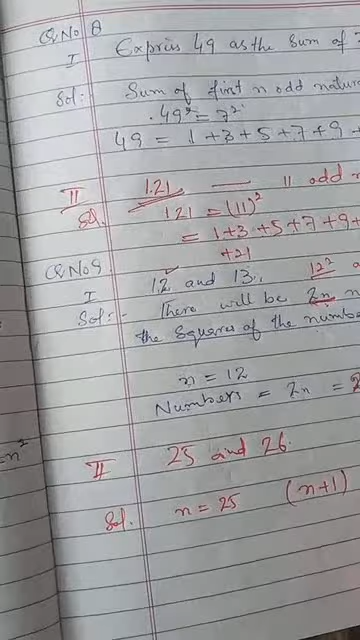 Q.No 8
I Express 49 as the Sum of 7
Sol:- Sum of first n odd natur
49 = 7²
49 = 1+3+5+7+9+
II 121 — 11 odd n
Sol. 121 = (11)²
= 1+3+5+7+9+
+21
Q.No 9
I 12 and 13. 12² a
Sol:- There will be 2n n
the Squares of the numbe
n = 12
Numbers = 2n = 2
-n²
II 25 and 26.
Sol. n = 25 (n+1)